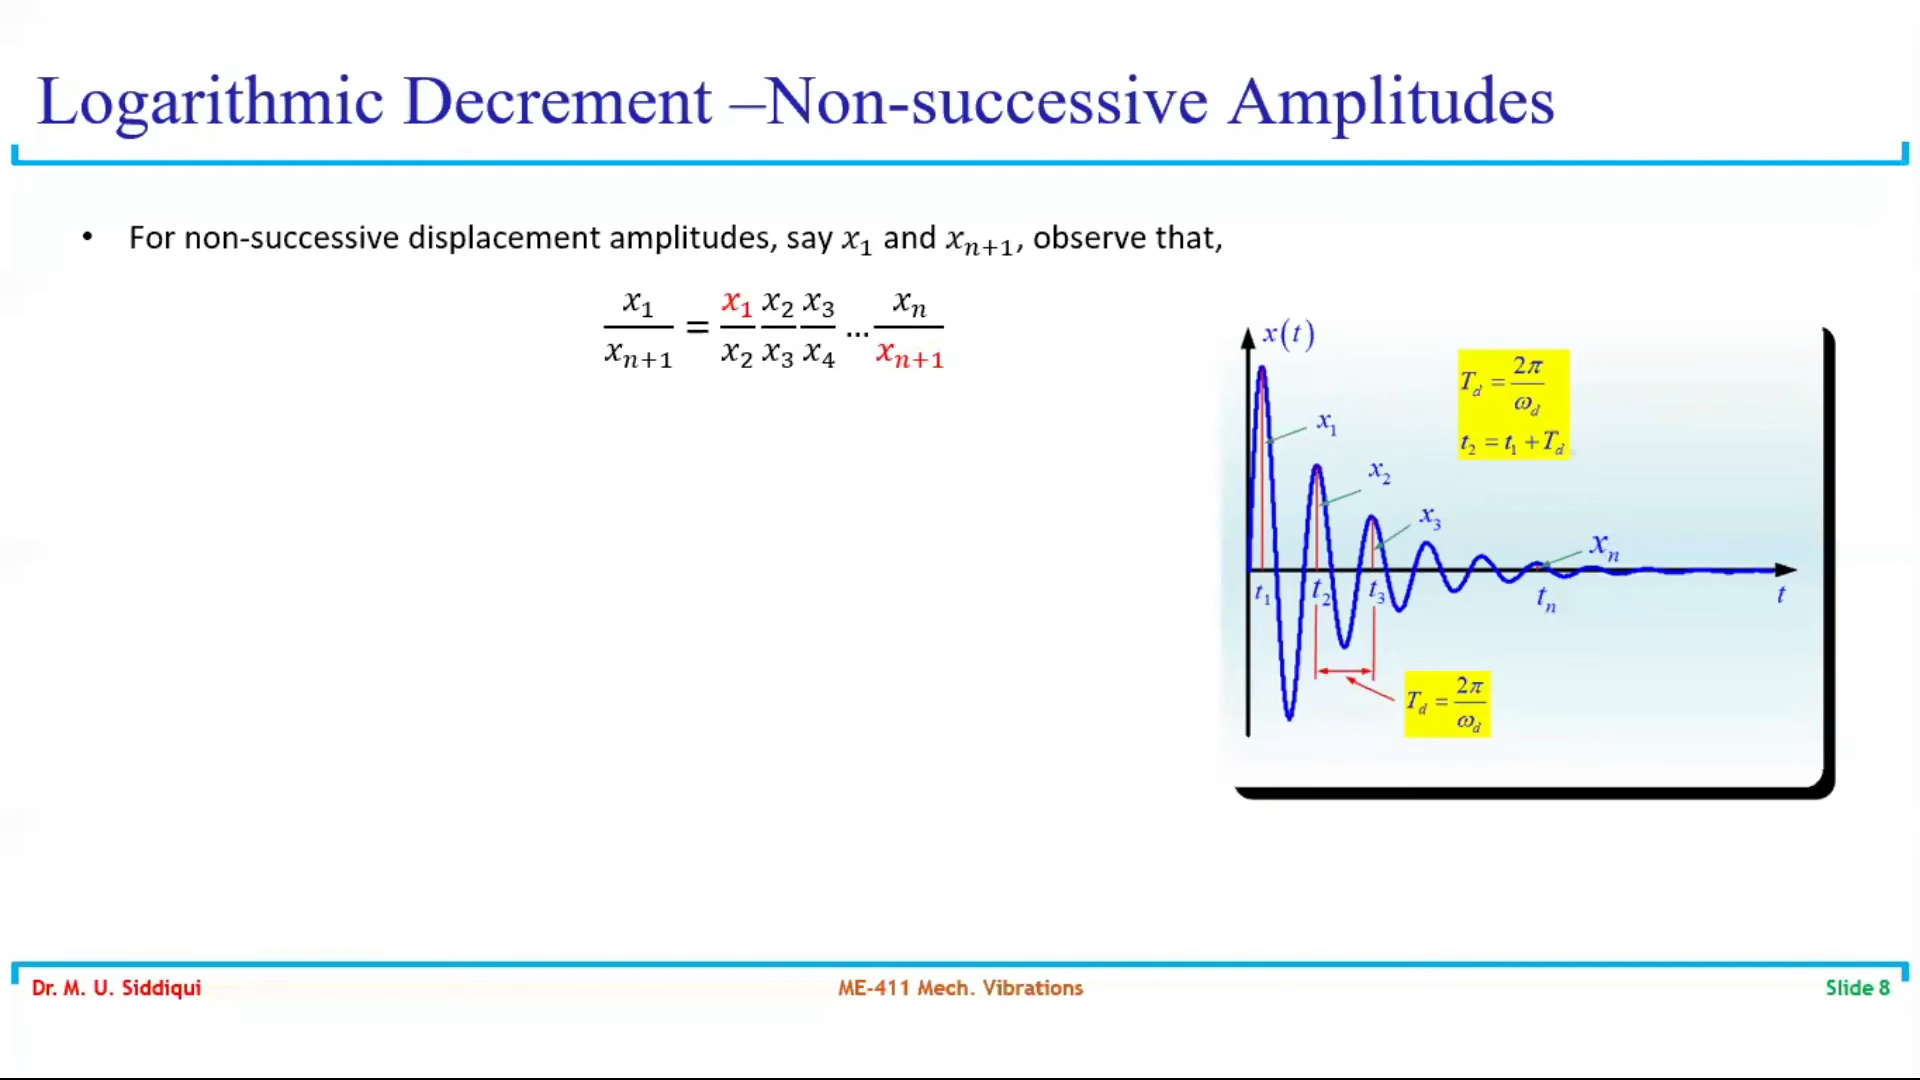 Logarithmic Decrement –Non-successive Amplitudes
• For non-successive displacement amplitudes, say x₁ and xₙ₊₁, observe that,
x₁/xₙ₊₁ = x₁/x₂ x₂/x₃ x₃/x₄ … xₙ/xₙ₊₁
x(t)
T_d = 2π/ω_d
t₂ = t₁ + T_d
x₁
x₂
x₃
xₙ
t₁ t₂ t₃ tₙ t
T_d = 2π/ω_d
Dr. M. U. Siddiqui ME-411 Mech. Vibrations Slide 8